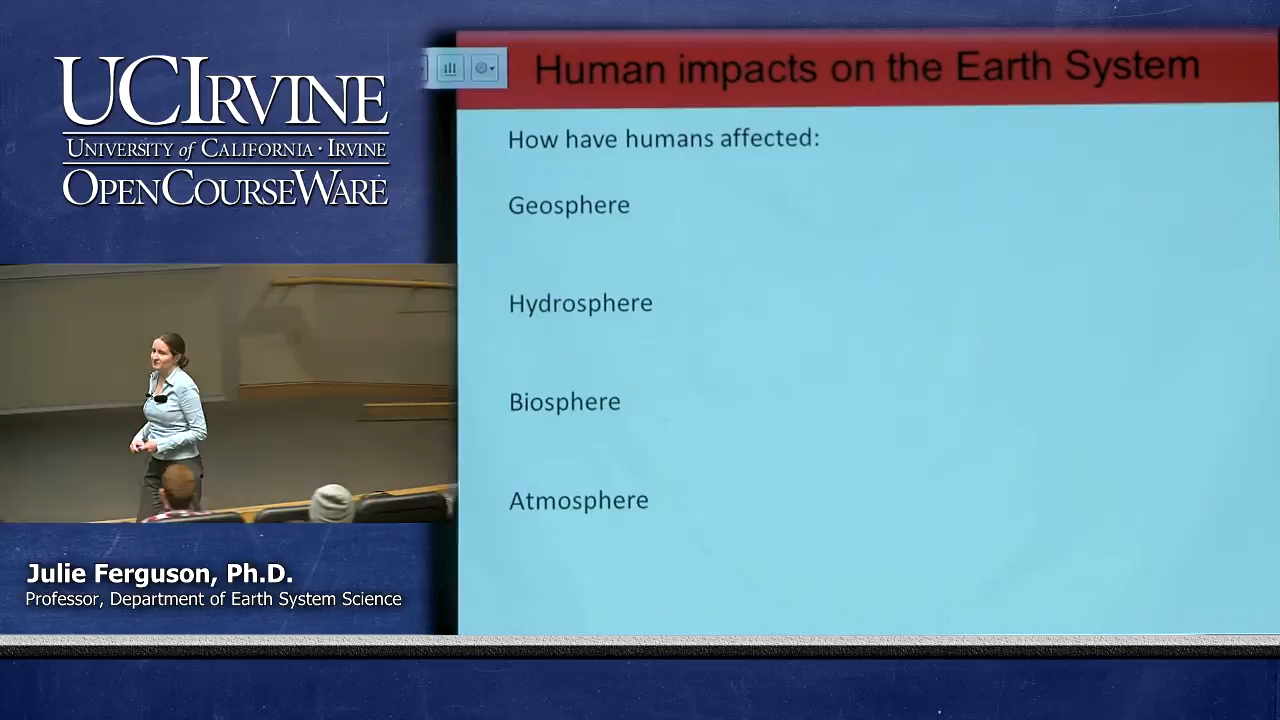 UCIRVINE
UNIVERSITY of CALIFORNIA · IRVINE
OPENCOURSEWARE
Human impacts on the Earth System
How have humans affected:
Geosphere
Hydrosphere
Biosphere
Atmosphere
Julie Ferguson, Ph.D.
Professor, Department of Earth System Science